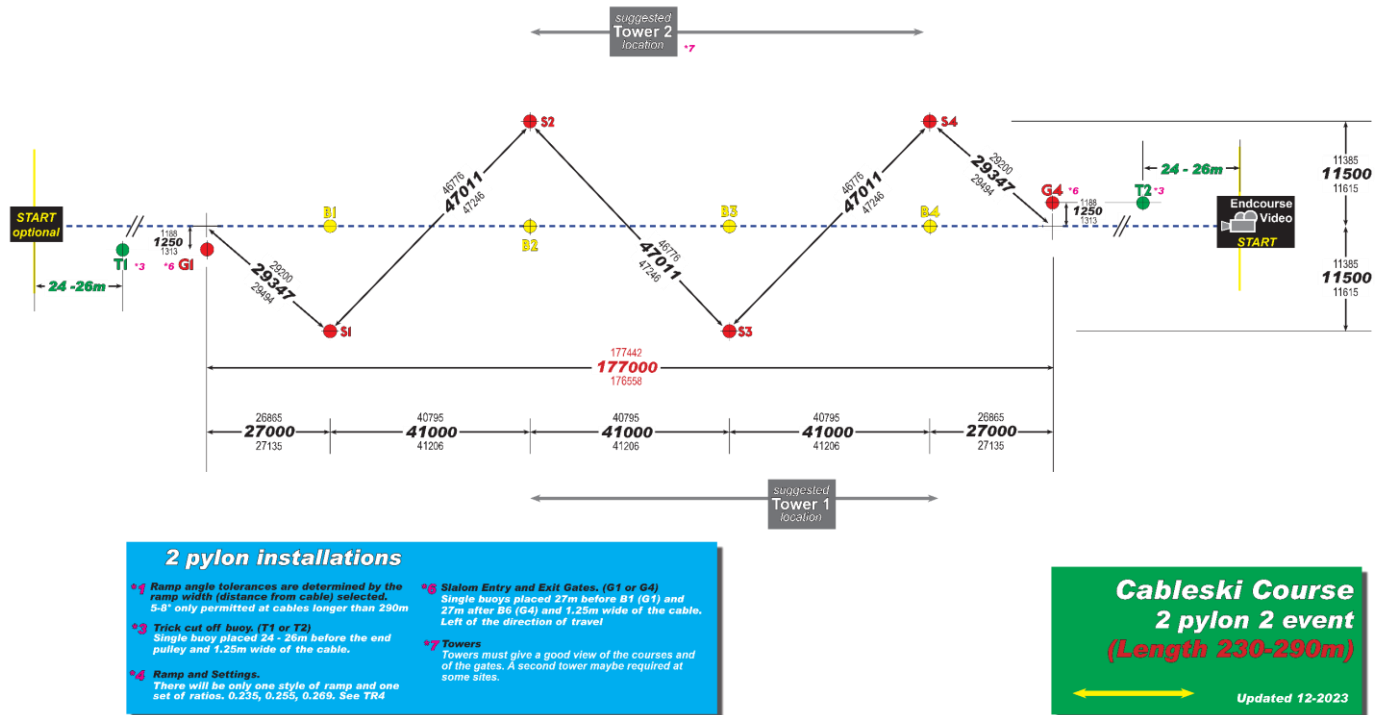 suggested
Tower 2
location
*7
S2
S4
START
optional
T1 *3
24 -26m
1188
1250
1313
*6 G1
B1
B2
B3
B4
29200
29347
29494
46776
47011
47246
46776
47011
47246
46776
47011
47246
29200
29347
29494
S1
S3
G4 *6
1188
1250
1313
T2 *3
24 - 26m
Endcourse
Video
START
11385
11500
11615
11385
11500
11615
177442
177000
176558
26865
27000
27135
40795
41000
41206
40795
41000
41206
40795
41000
41206
26865
27000
27135
suggested
Tower 1
location
2 pylon installations
*1 Ramp angle tolerances are determined by the
ramp width (distance from cable) selected.
5-8* only permitted at cables longer than 290m
*3 Trick cut off buoy. (T1 or T2)
Single buoy placed 24 - 26m before the end
pulley and 1.25m wide of the cable.
*4 Ramp and Settings.
There will be only one style of ramp and one
set of ratios. 0.235, 0.255, 0.269. See TR4
*6 Slalom Entry and Exit Gates. (G1 or G4)
Single buoys placed 27m before B1 (G1) and
27m after B6 (G4) and 1.25m wide of the cable.
Left of the direction of travel
*7 Towers
Towers must give a good view of the courses and
of the gates. A second tower maybe required at
some sites.
Cableski Course
2 pylon 2 event
(Length 230-290m)
Updated 12-2023